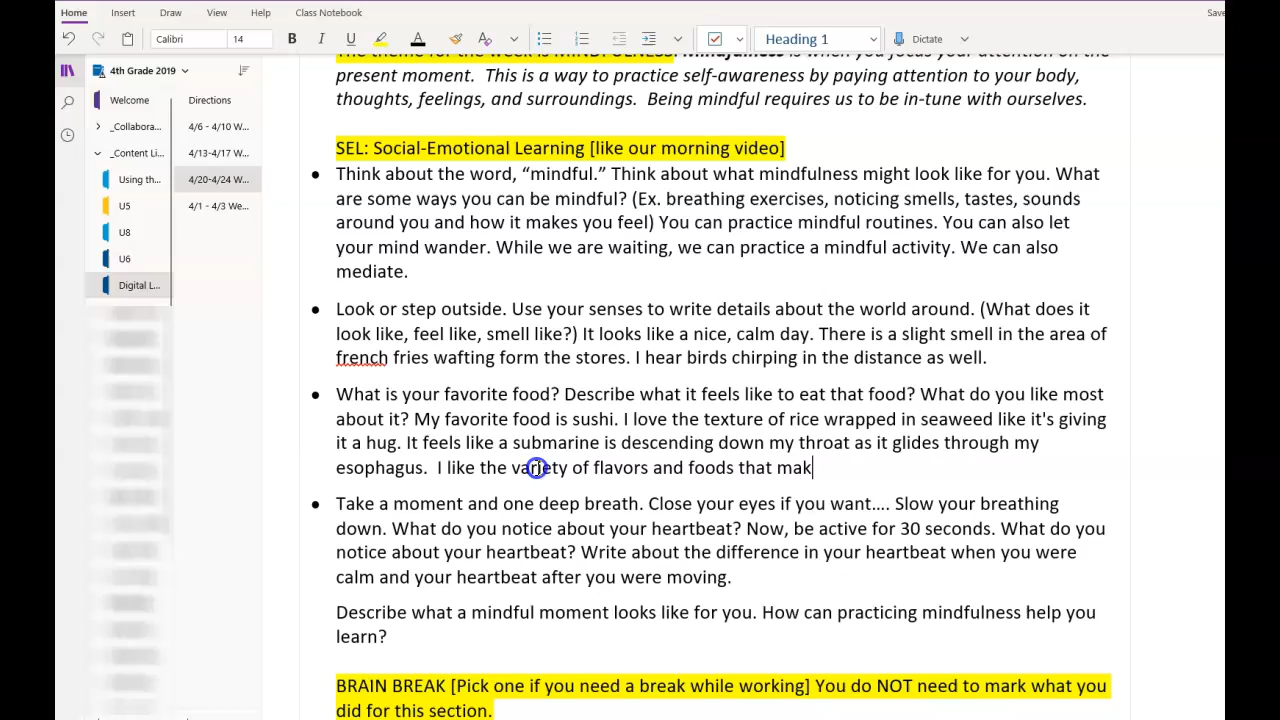 Home Insert Draw View Help Class Notebook Save
Calibri 14 B I U A Heading 1 Dictate
4th Grade 2019
Welcome Directions
_Collabora... 4/6 - 4/10 W...
_Content Li... 4/13-4/17 W...
Using th... 4/20-4/24 W...
U5 4/1 - 4/3 We...
U8
U6
Digital L...
present moment. This is a way to practice self-awareness by paying attention to your body,
thoughts, feelings, and surroundings. Being mindful requires us to be in-tune with ourselves.
SEL: Social-Emotional Learning [like our morning video]
Think about the word, “mindful.” Think about what mindfulness might look like for you. What
are some ways you can be mindful? (Ex. breathing exercises, noticing smells, tastes, sounds
around you and how it makes you feel) You can practice mindful routines. You can also let
your mind wander. While we are waiting, we can practice a mindful activity. We can also
mediate.
Look or step outside. Use your senses to write details about the world around. (What does it
look like, feel like, smell like?) It looks like a nice, calm day. There is a slight smell in the area of
french fries wafting form the stores. I hear birds chirping in the distance as well.
What is your favorite food? Describe what it feels like to eat that food? What do you like most
about it? My favorite food is sushi. I love the texture of rice wrapped in seaweed like it's giving
it a hug. It feels like a submarine is descending down my throat as it glides through my
esophagus. I like the variety of flavors and foods that mak
Take a moment and one deep breath. Close your eyes if you want.... Slow your breathing
down. What do you notice about your heartbeat? Now, be active for 30 seconds. What do you
notice about your heartbeat? Write about the difference in your heartbeat when you were
calm and your heartbeat after you were moving.
Describe what a mindful moment looks like for you. How can practicing mindfulness help you
learn?
BRAIN BREAK [Pick one if you need a break while working] You do NOT need to mark what you
did for this section.